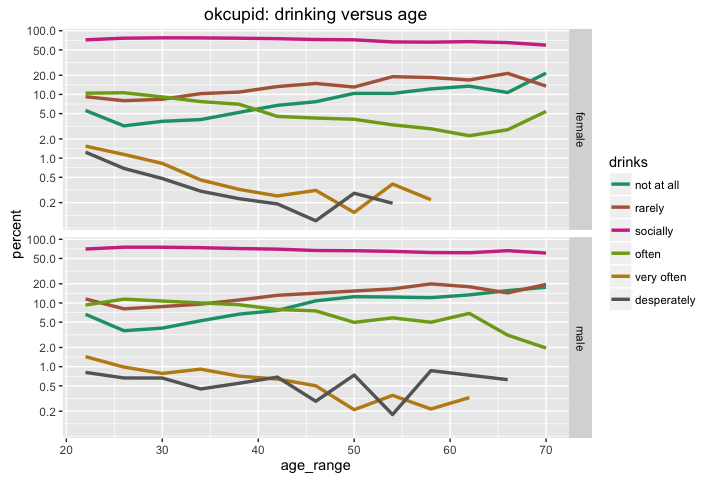 okcupid: drinking versus age
percent
100.0
50.0
20.0
10.0
5.0
2.0
1.0
0.5
0.2
female
100.0
50.0
20.0
10.0
5.0
2.0
1.0
0.5
0.2
male
20 30 40 50 60 70
age_range
drinks
not at all
rarely
socially
often
very often
desperately